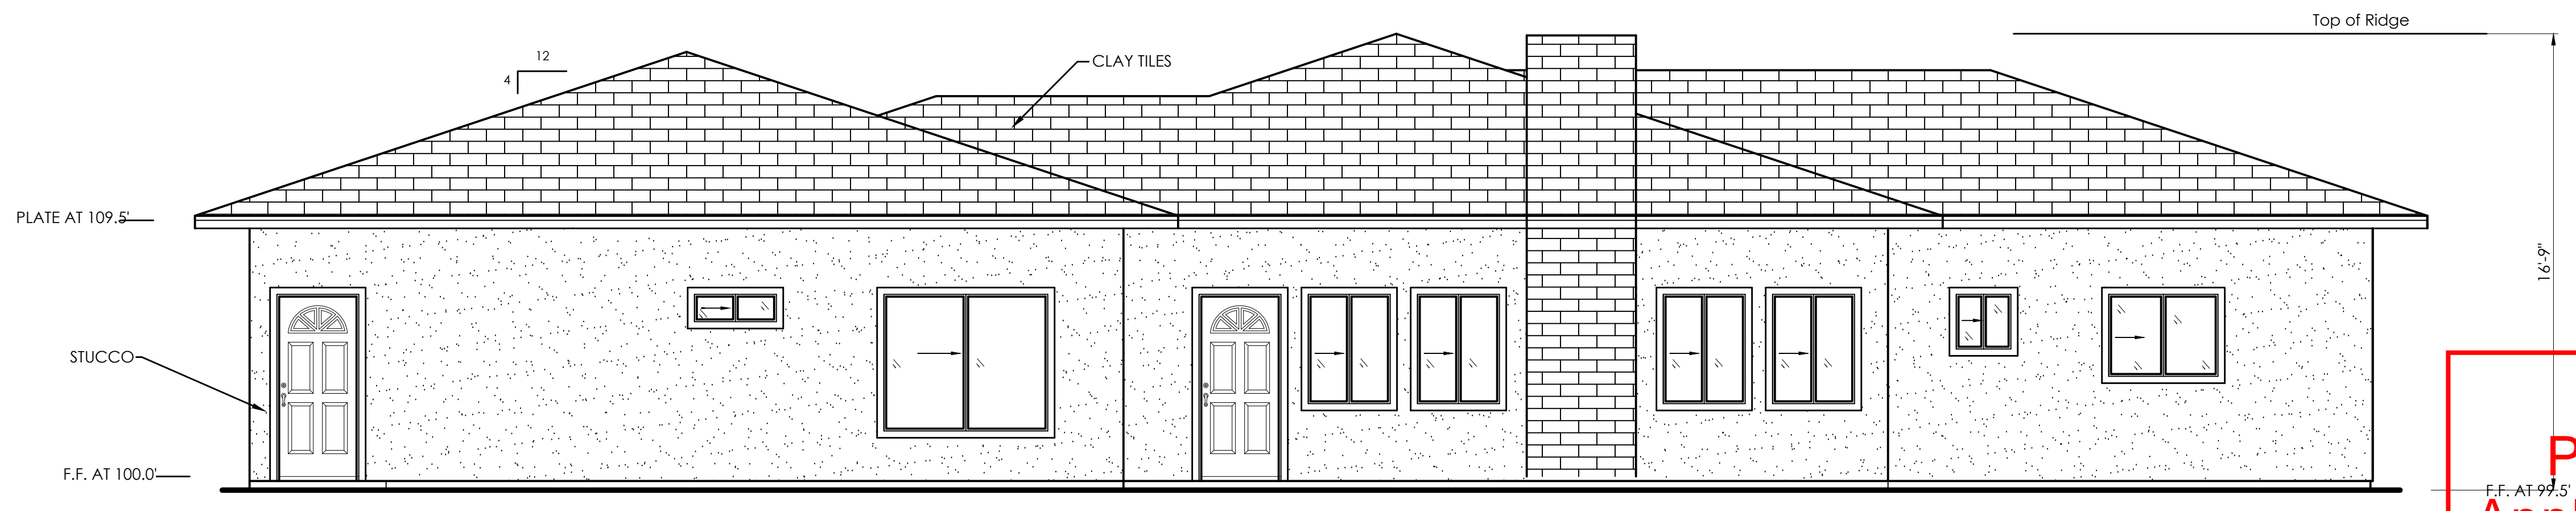 Top of Ridge
12
4
CLAY TILES
PLATE AT 109.5'
16'-9"
STUCCO
F.F. AT 100.0'
F.F. AT 99.5'